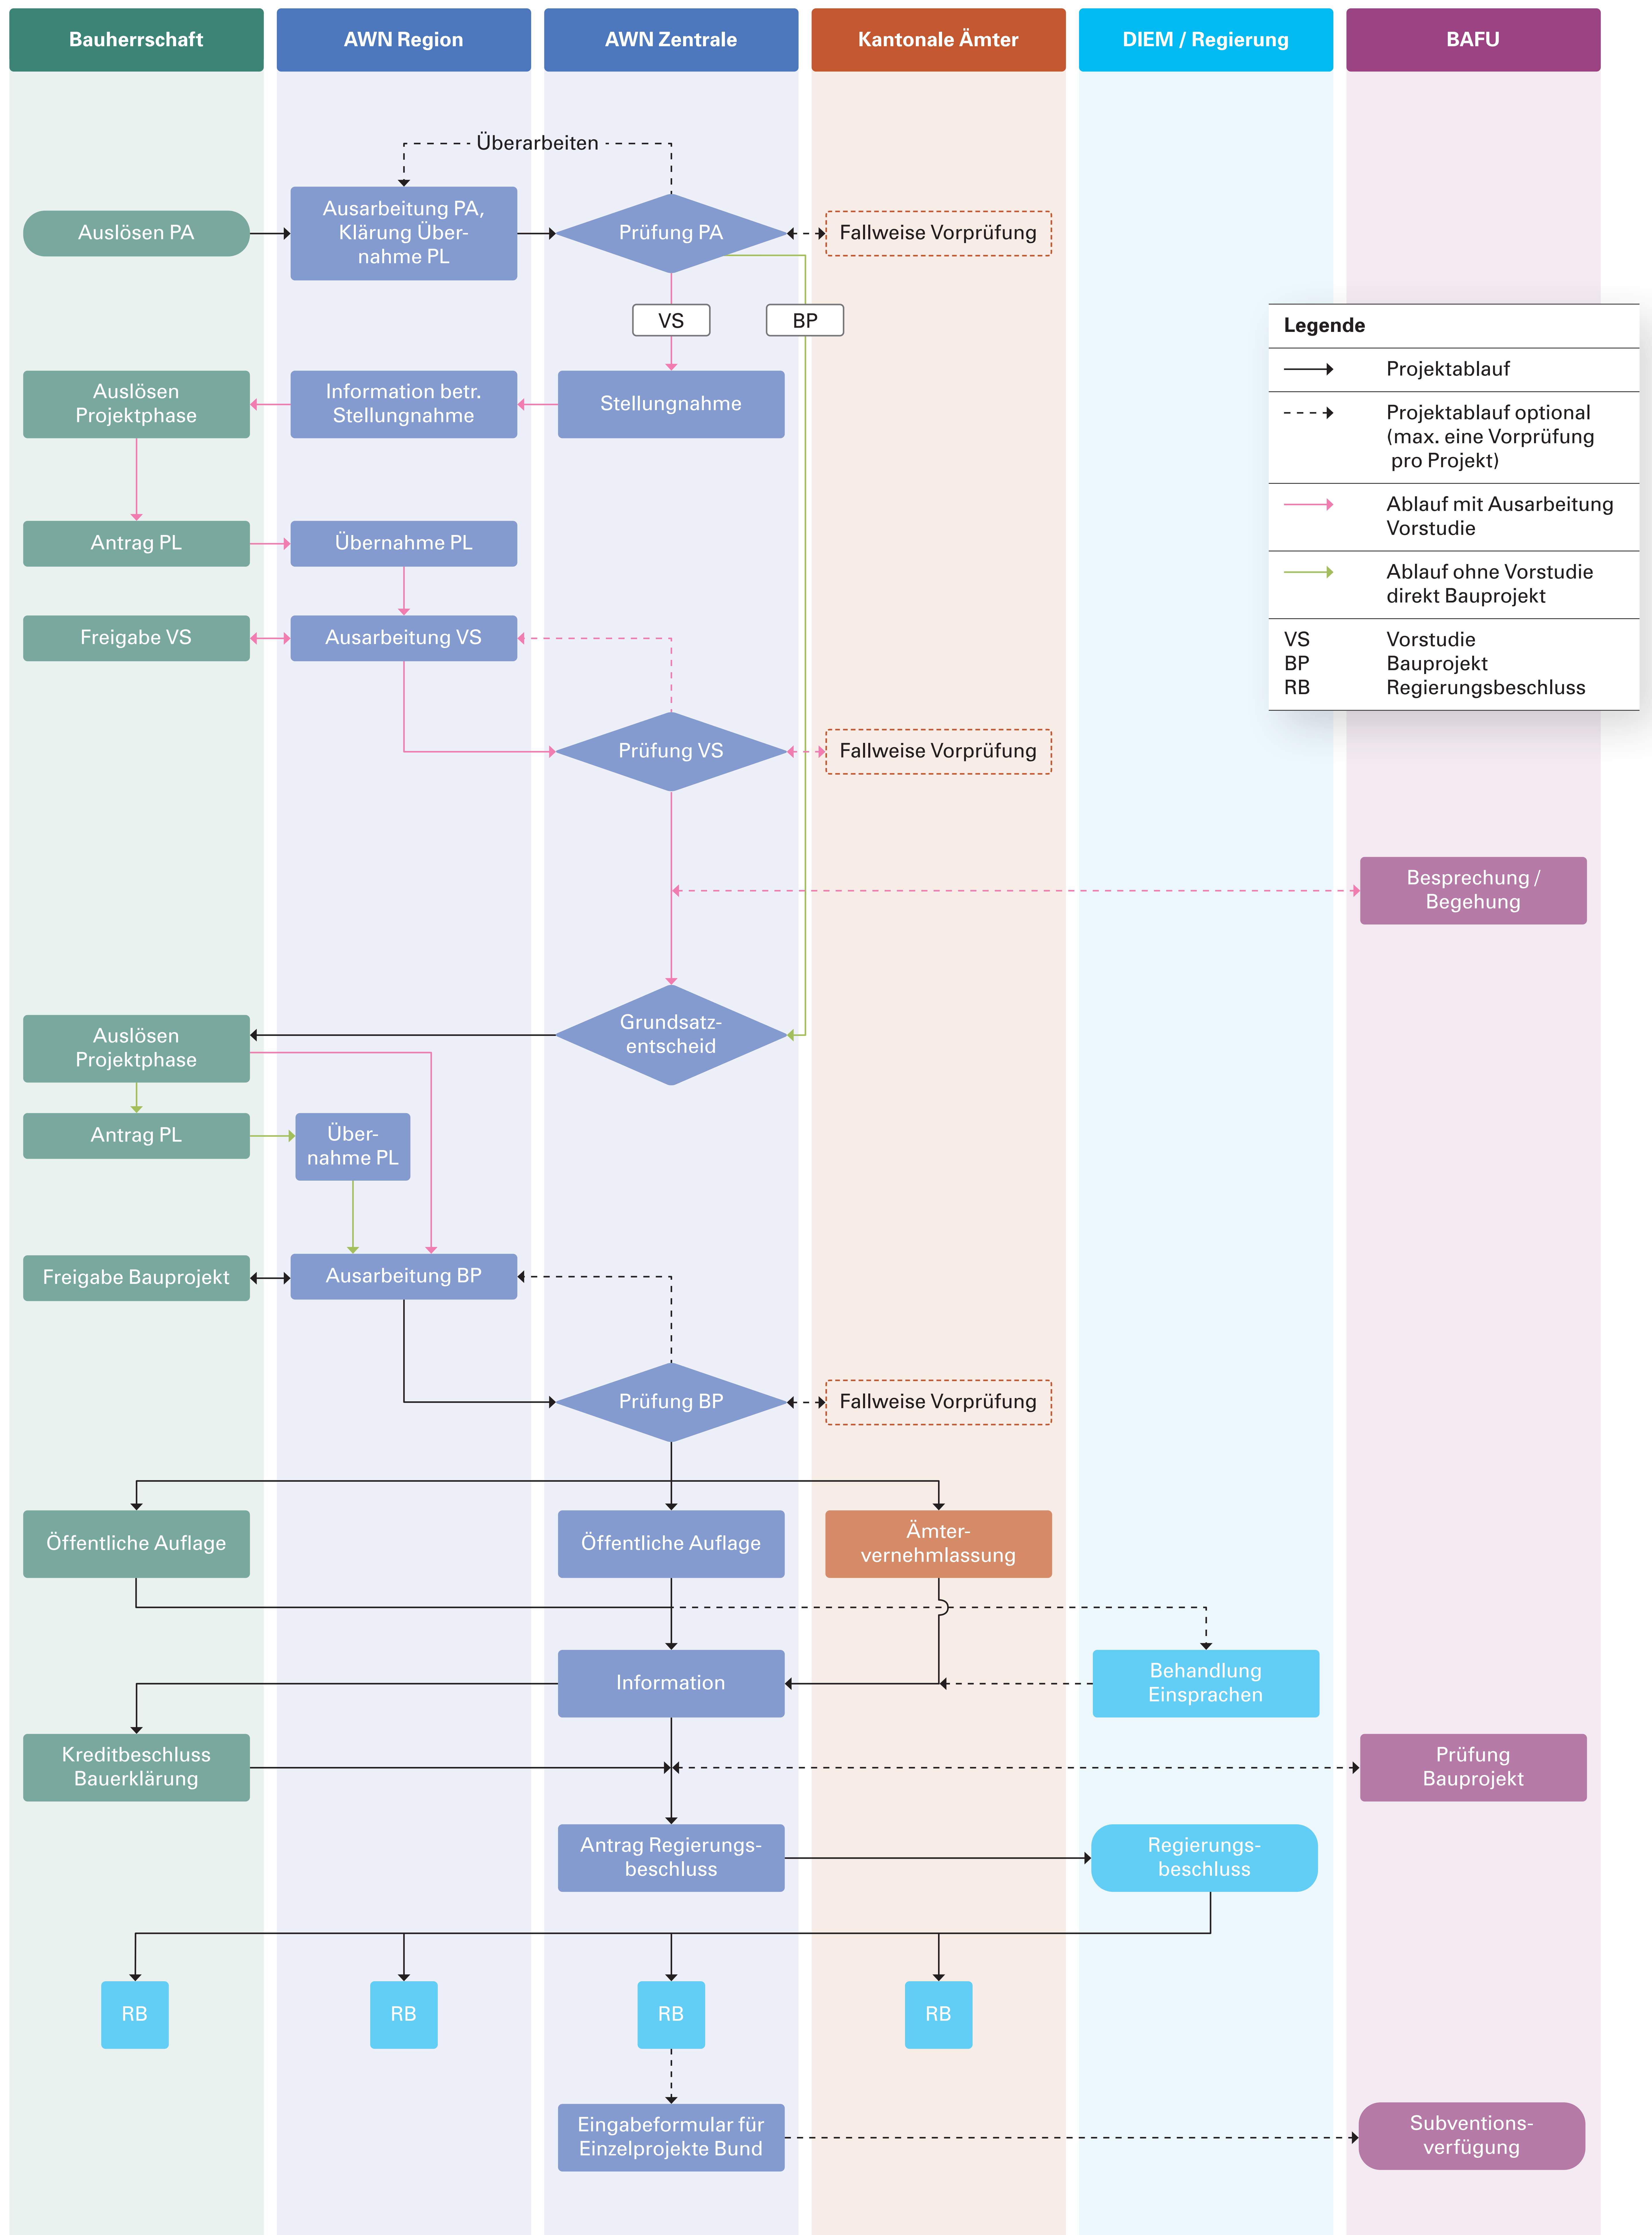 Bauherrschaft
AWN Region
AWN Zentrale
Kantonale Ämter
DIEM / Regierung
BAFU
Überarbeiten
Auslösen PA
Ausarbeitung PA,
Klärung Über-
nahme PL
Prüfung PA
Fallweise Vorprüfung
VS
BP
Legende
Projektablauf
Projektablauf optional
(max. eine Vorprüfung
pro Projekt)
Ablauf mit Ausarbeitung
Vorstudie
Ablauf ohne Vorstudie
direkt Bauprojekt
VS Vorstudie
BP Bauprojekt
RB Regierungsbeschluss
Auslösen
Projektphase
Information betr.
Stellungnahme
Stellungnahme
Antrag PL
Übernahme PL
Freigabe VS
Ausarbeitung VS
Prüfung VS
Fallweise Vorprüfung
Besprechung /
Begehung
Auslösen
Projektphase
Grundsatz-
entscheid
Antrag PL
Über-
nahme PL
Freigabe Bauprojekt
Ausarbeitung BP
Prüfung BP
Fallweise Vorprüfung
Öffentliche Auflage
Öffentliche Auflage
Ämter-
vernehmlassung
Information
Behandlung
Einsprachen
Kreditbeschluss
Bauerklärung
Prüfung
Bauprojekt
Antrag Regierungs-
beschluss
Regierungs-
beschluss
RB
RB
RB
RB
Eingabeformular für
Einzelprojekte Bund
Subventions-
verfügung